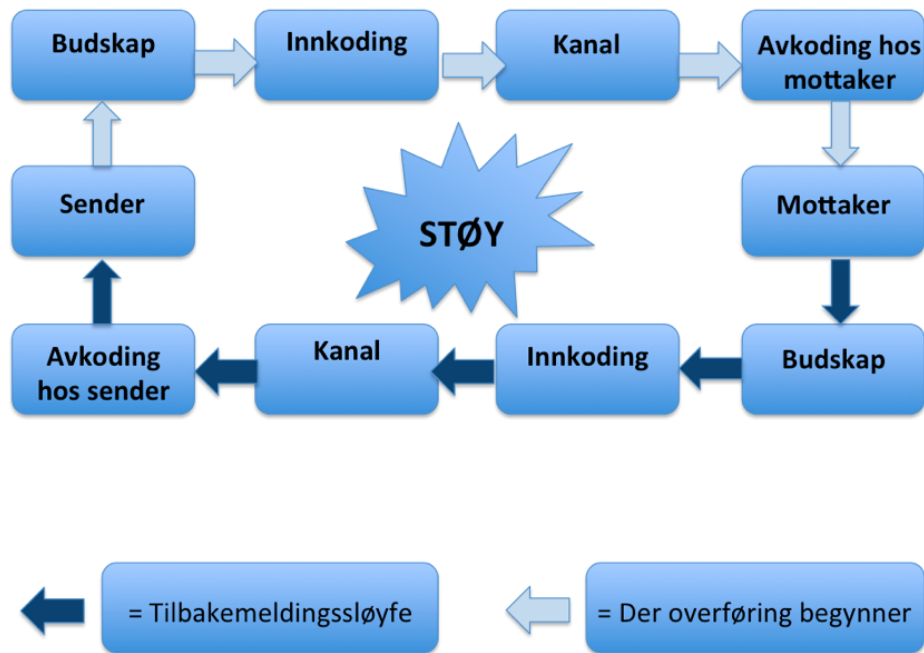 Budskap
Innkoding
Kanal
Avkoding hos
mottaker
Sender
STØY
Mottaker
Avkoding
hos sender
Kanal
Innkoding
Budskap
= Tilbakemeldingssløyfe
= Der overføring begynner